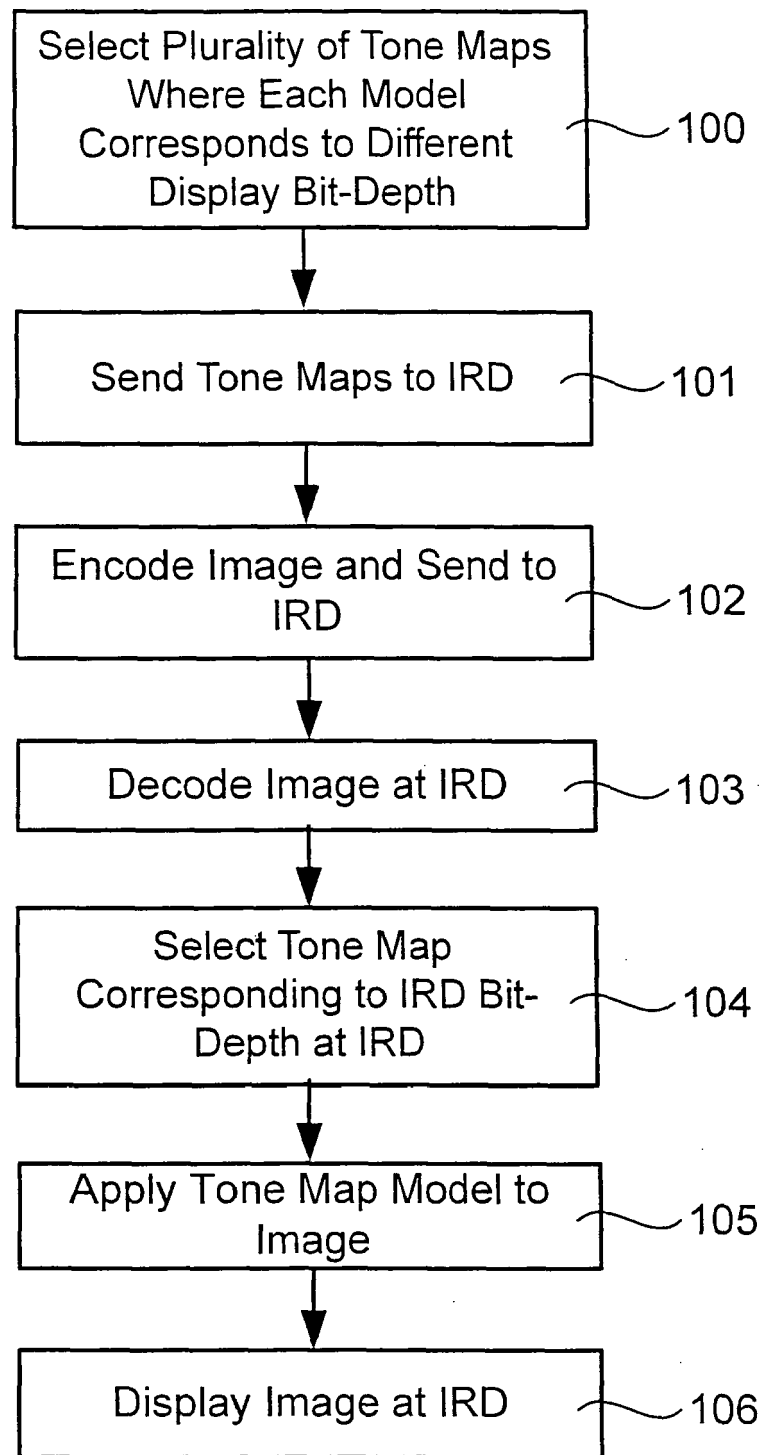 Select Plurality of Tone Maps
Where Each Model
Corresponds to Different
Display Bit-Depth
100
Send Tone Maps to IRD
101
Encode Image and Send to
IRD
102
Decode Image at IRD
103
Select Tone Map
Corresponding to IRD Bit-
Depth at IRD
104
Apply Tone Map Model to
Image
105
Display Image at IRD
106